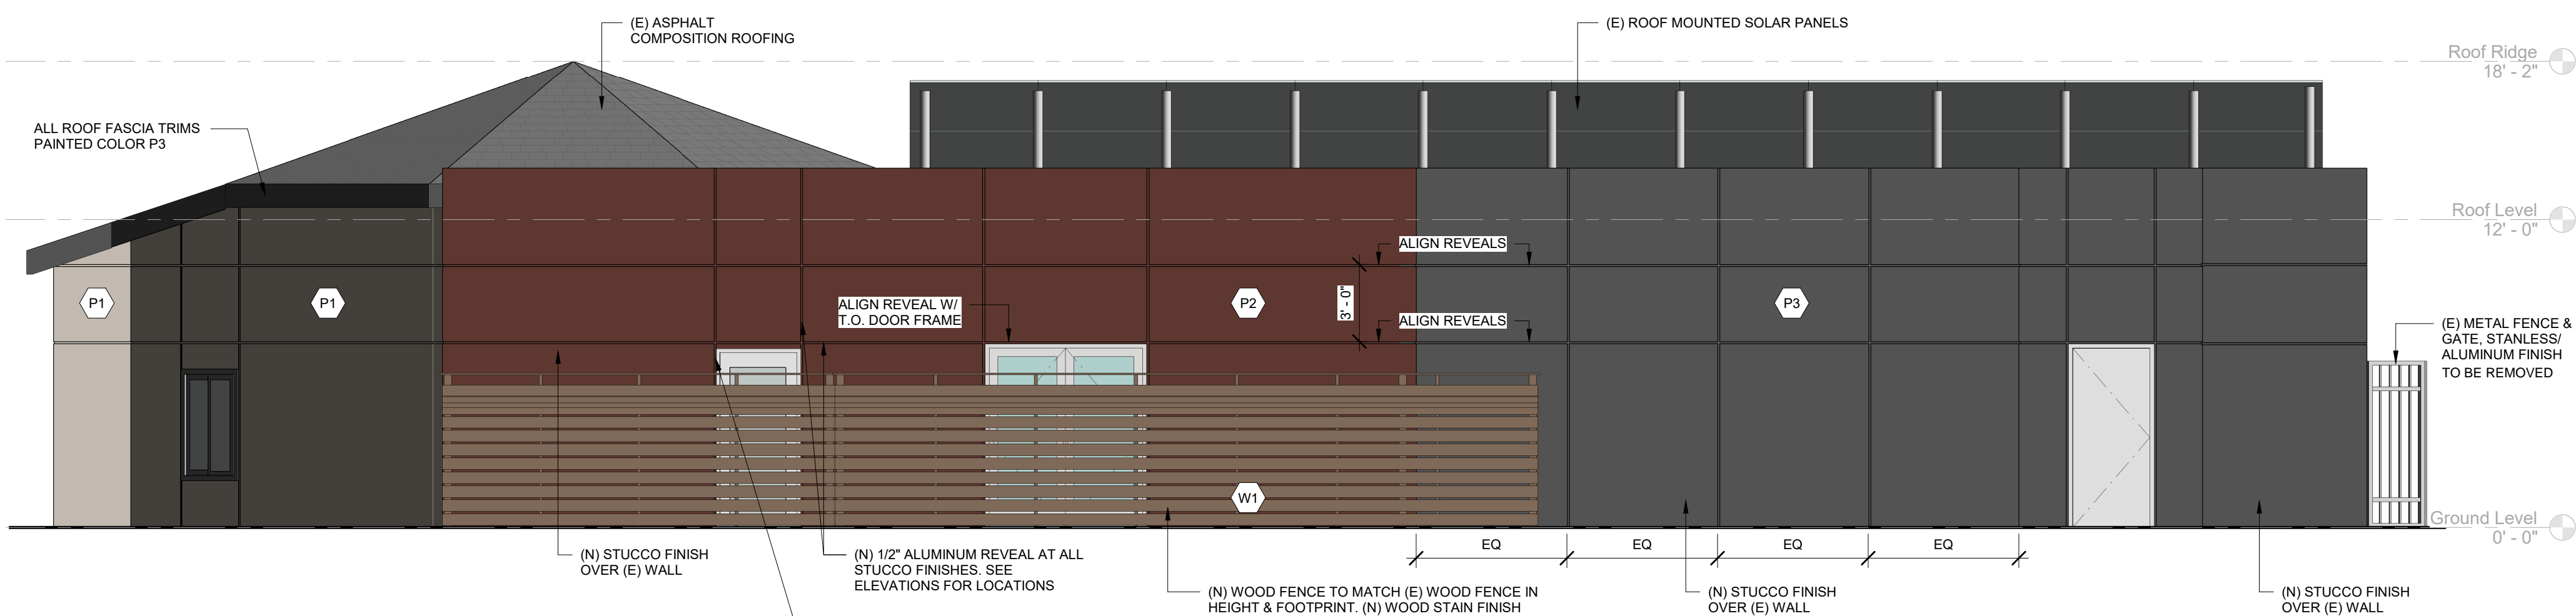 (E) ASPHALT
COMPOSITION ROOFING
(E) ROOF MOUNTED SOLAR PANELS
Roof Ridge
18' - 2"
ALL ROOF FASCIA TRIMS
PAINTED COLOR P3
Roof Level
12' - 0"
ALIGN REVEALS
P1
P1
ALIGN REVEAL W/
T.O. DOOR FRAME
P2
3' - 0"
P3
ALIGN REVEALS
(E) METAL FENCE &
GATE, STANLESS/
ALUMINUM FINISH
TO BE REMOVED
W1
Ground Level
0' - 0"
EQ
EQ
EQ
EQ
(N) STUCCO FINISH
OVER (E) WALL
(N) 1/2" ALUMINUM REVEAL AT ALL
STUCCO FINISHES. SEE
ELEVATIONS FOR LOCATIONS
(N) WOOD FENCE TO MATCH (E) WOOD FENCE IN
HEIGHT & FOOTPRINT. (N) WOOD STAIN FINISH
(N) STUCCO FINISH
OVER (E) WALL
(N) STUCCO FINISH
OVER (E) WALL